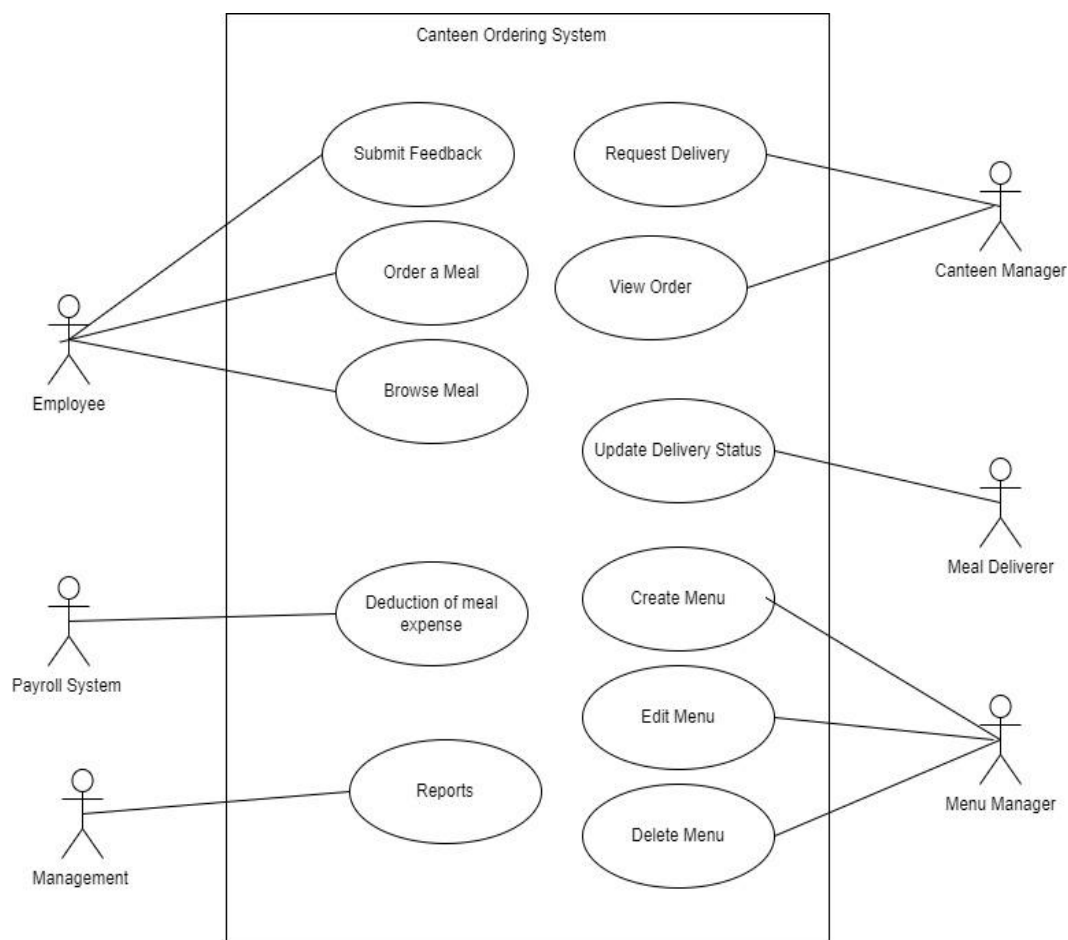 Canteen Ordering System
Submit Feedback
Request Delivery
Order a Meal
View Order
Canteen Manager
Browse Meal
Employee
Update Delivery Status
Meal Deliverer
Deduction of meal
expense
Create Menu
Payroll System
Edit Menu
Reports
Menu Manager
Delete Menu
Management